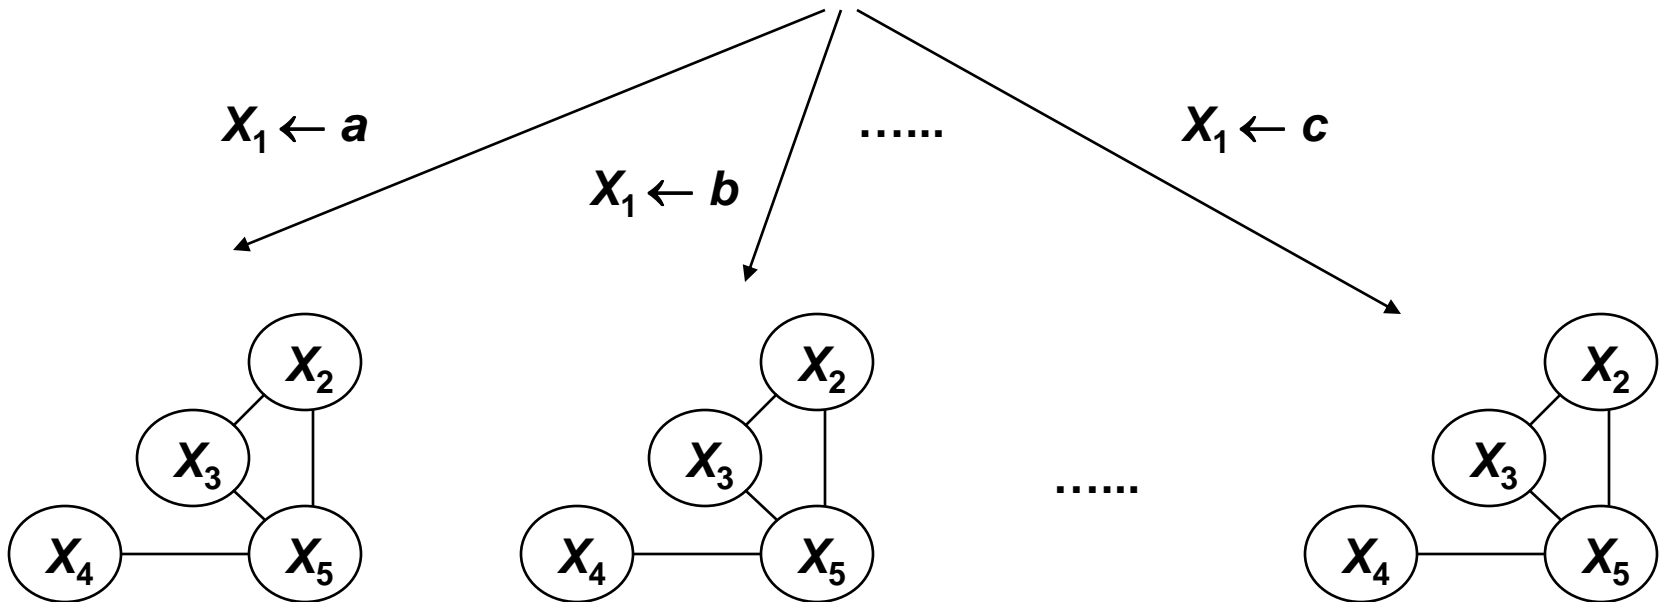 X₁ ← a
X₁ ← b
…...
X₁ ← c
X₂
X₃
X₄
X₅
X₂
X₃
X₄
X₅
…...
X₂
X₃
X₄
X₅